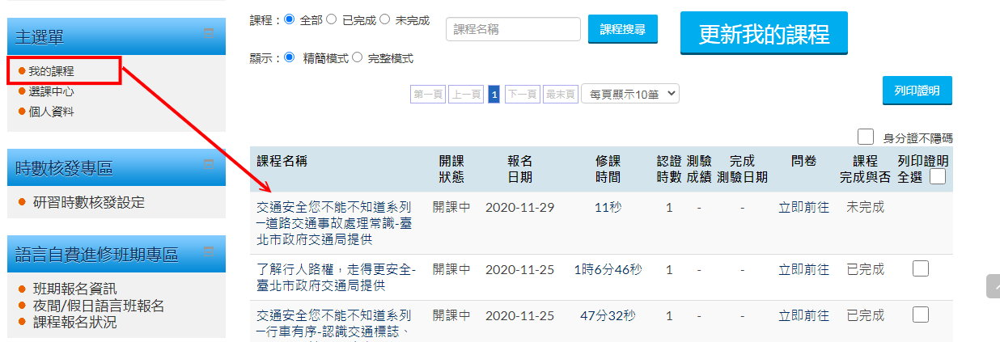 主選單
我的課程
選課中心
個人資料
時數核發專區
研習時數核發設定
語言自費進修班期專區
班期報名資訊
夜間/假日語言班報名
課程報名狀況
課程： 全部 已完成 未完成
課程名稱
課程搜尋
更新我的課程
顯示： 精簡模式 完整模式
第一頁 上一頁 1 下一頁 最末頁 每頁顯示10筆
列印證明
身分證不隱碼
課程名稱 開課狀態 報名日期 修課時間 認證時數 測驗成績 完成測驗日期 問卷 課程完成與否 列印證明全選
交通安全您不能不知道系列 開課中 2020-11-29 11秒 1 - - 立即前往 未完成
─道路交通事故處理常識-臺
北市政府交通局提供
了解行人路權，走得更安全- 開課中 2020-11-25 1時6分46秒 1 - - 立即前往 已完成
臺北市政府交通局提供
交通安全您不能不知道系列 開課中 2020-11-25 47分32秒 1 - - 立即前往 已完成
─行車有序-認識交通標誌、